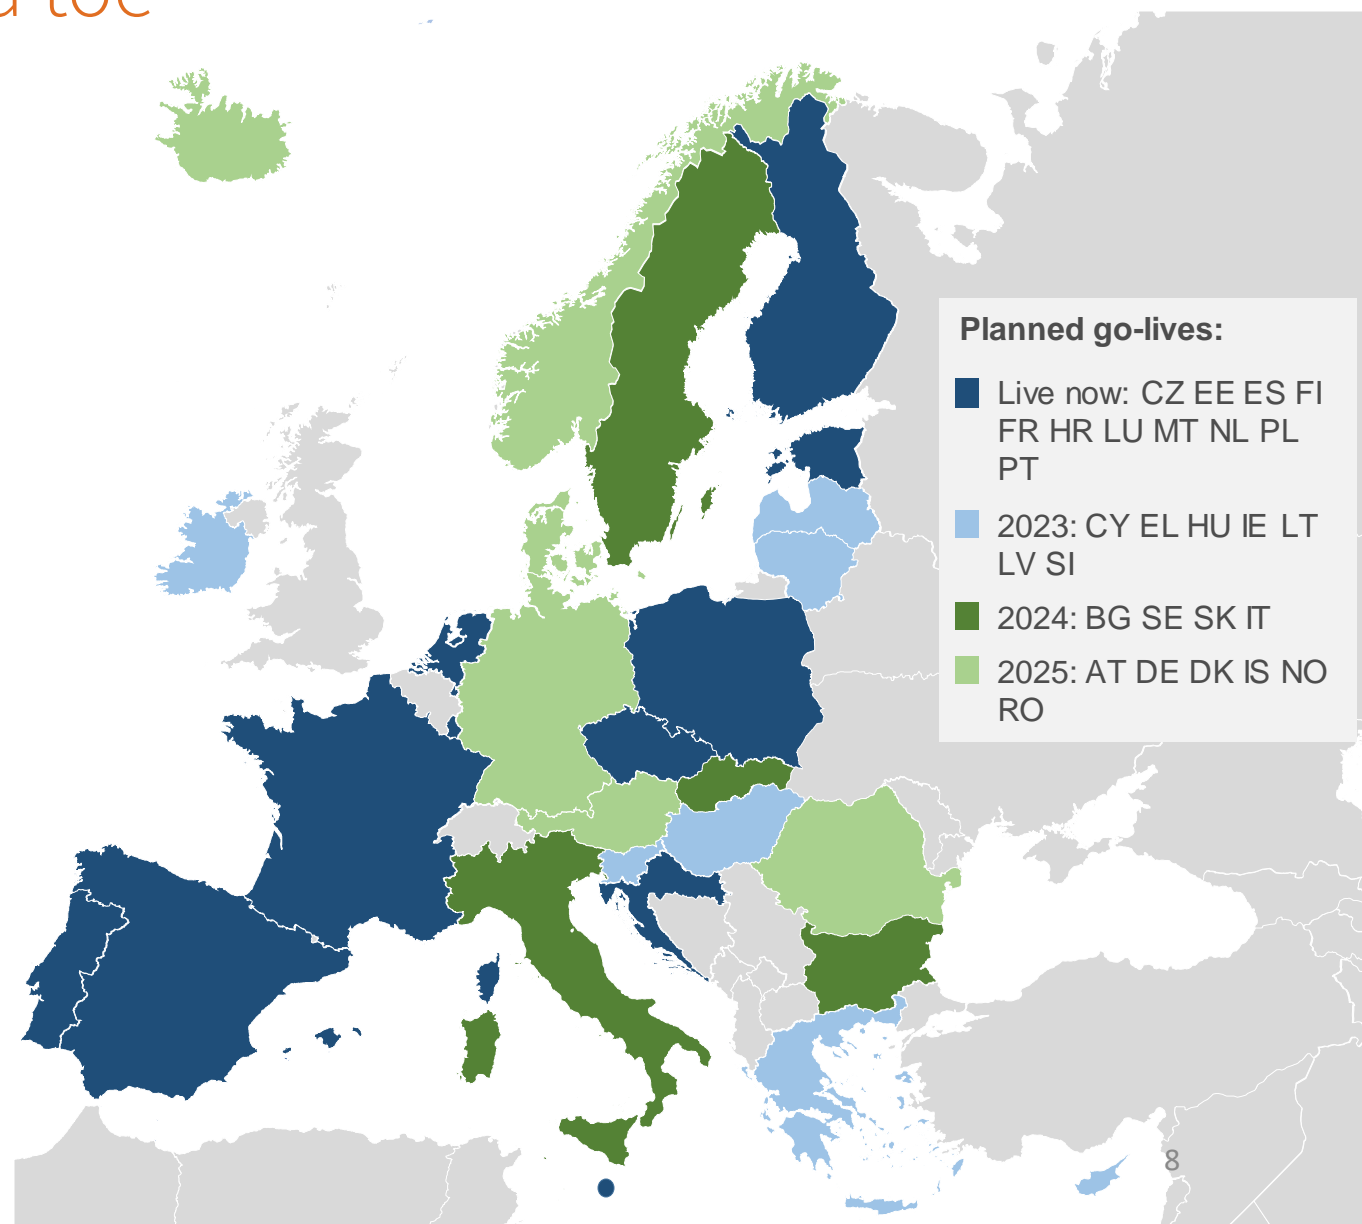 Planned go-lives:
Live now: CZ EE ES FI
FR HR LU MT NL PL
PT
2023: CY EL HU IE LT
LV SI
2024: BG SE SK IT
2025: AT DE DK IS NO
RO
8